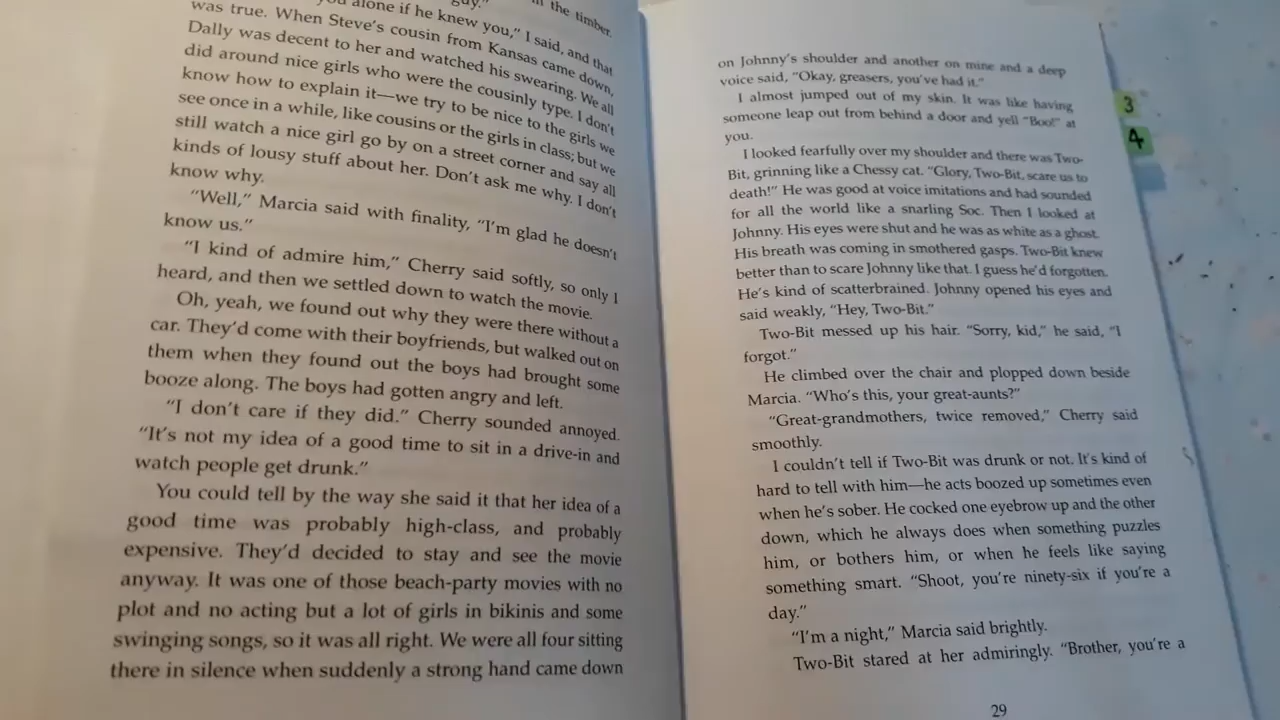 in the timber.
guy."
you alone if he knew you," I said, and that
was true. When Steve's cousin from Kansas came down,
Dally was decent to her and watched his swearing. We all
did around nice girls who were the cousinly type. I don't
know how to explain it—we try to be nice to the girls we
see once in a while, like cousins or the girls in class; but we
still watch a nice girl go by on a street corner and say all
kinds of lousy stuff about her. Don't ask me why. I don't
know why.
"Well," Marcia said with finality, "I'm glad he doesn't
know us."
"I kind of admire him," Cherry said softly, so only I
heard, and then we settled down to watch the movie.
Oh, yeah, we found out why they were there without a
car. They'd come with their boyfriends, but walked out on
them when they found out the boys had brought some
booze along. The boys had gotten angry and left.
"I don't care if they did." Cherry sounded annoyed.
"It's not my idea of a good time to sit in a drive-in and
watch people get drunk."
You could tell by the way she said it that her idea of a
good time was probably high-class, and probably
expensive. They'd decided to stay and see the movie
anyway. It was one of those beach-party movies with no
plot and no acting but a lot of girls in bikinis and some
swinging songs, so it was all right. We were all four sitting
there in silence when suddenly a strong hand came down
on Johnny's shoulder and another on mine and a deep
voice said, "Okay, greasers, you've had it."
I almost jumped out of my skin. It was like having
someone leap out from behind a door and yell "Boo!" at
you.
I looked fearfully over my shoulder and there was Two-
Bit, grinning like a Chessy cat. "Glory, Two-Bit, scare us to
death!" He was good at voice imitations and had sounded
for all the world like a snarling Soc. Then I looked at
Johnny. His eyes were shut and he was as white as a ghost.
His breath was coming in smothered gasps. Two-Bit knew
better than to scare Johnny like that. I guess he'd forgotten.
He's kind of scatterbrained. Johnny opened his eyes and
said weakly, "Hey, Two-Bit."
Two-Bit messed up his hair. "Sorry, kid," he said, "I
forgot."
He climbed over the chair and plopped down beside
Marcia. "Who's this, your great-aunts?"
"Great-grandmothers, twice removed," Cherry said
smoothly.
I couldn't tell if Two-Bit was drunk or not. It's kind of
hard to tell with him—he acts boozed up sometimes even
when he's sober. He cocked one eyebrow up and the other
down, which he always does when something puzzles
him, or bothers him, or when he feels like saying
something smart. "Shoot, you're ninety-six if you're a
day."
"I'm a night," Marcia said brightly.
Two-Bit stared at her admiringly. "Brother, you're a
29
3
4